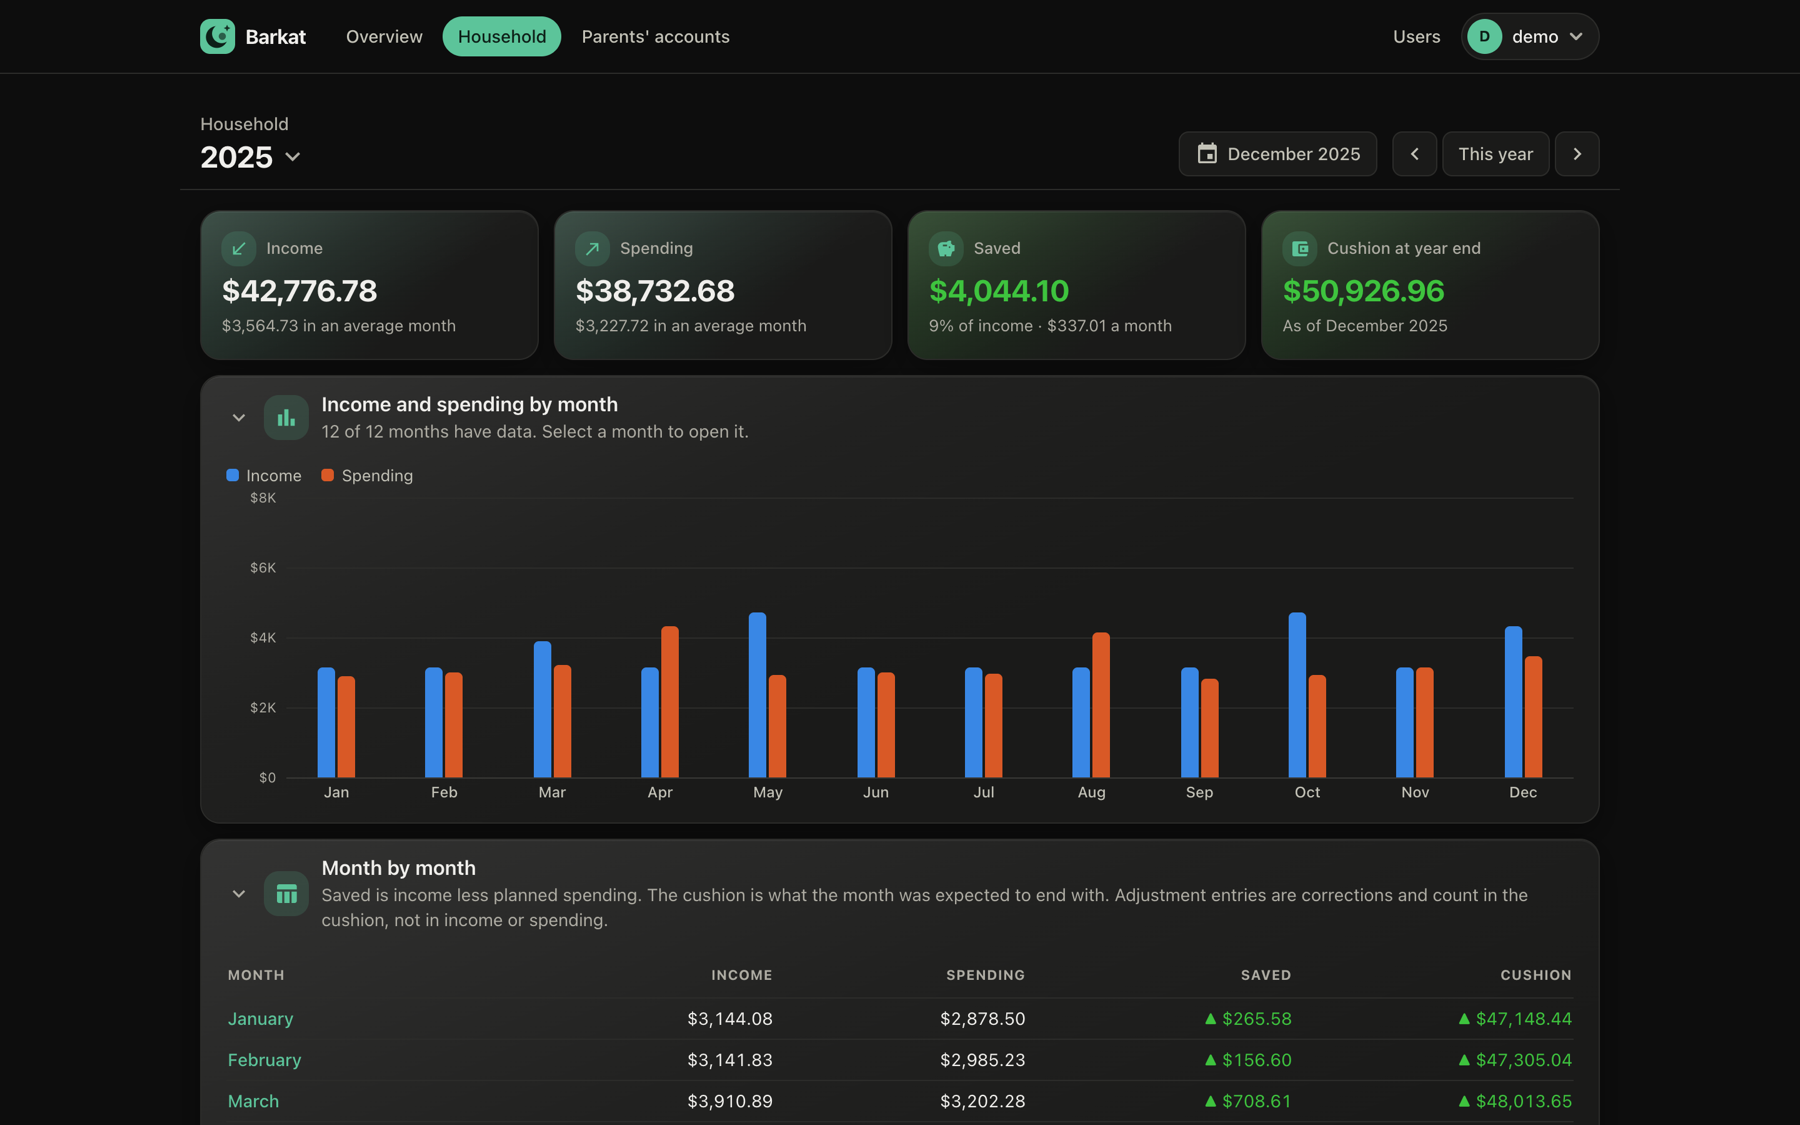 Barkat
Overview
Household
Parents' accounts
Users
D
demo
Household
2025
December 2025
This year
Income
$42,776.78
$3,564.73 in an average month
Spending
$38,732.68
$3,227.72 in an average month
Saved
$4,044.10
9% of income · $337.01 a month
Cushion at year end
$50,926.96
As of December 2025
Income and spending by month
12 of 12 months have data. Select a month to open it.
Income
Spending
$8K
$6K
$4K
$2K
$0
Jan Feb Mar Apr May Jun Jul Aug Sep Oct Nov Dec
Month by month
Saved is income less planned spending. The cushion is what the month was expected to end with. Adjustment entries are corrections and count in the
cushion, not in income or spending.
MONTH INCOME SPENDING SAVED CUSHION
January $3,144.08 $2,878.50 ▲ $265.58 ▲ $47,148.44
February $3,141.83 $2,985.23 ▲ $156.60 ▲ $47,305.04
March $3,910.89 $3,202.28 ▲ $708.61 ▲ $48,013.65